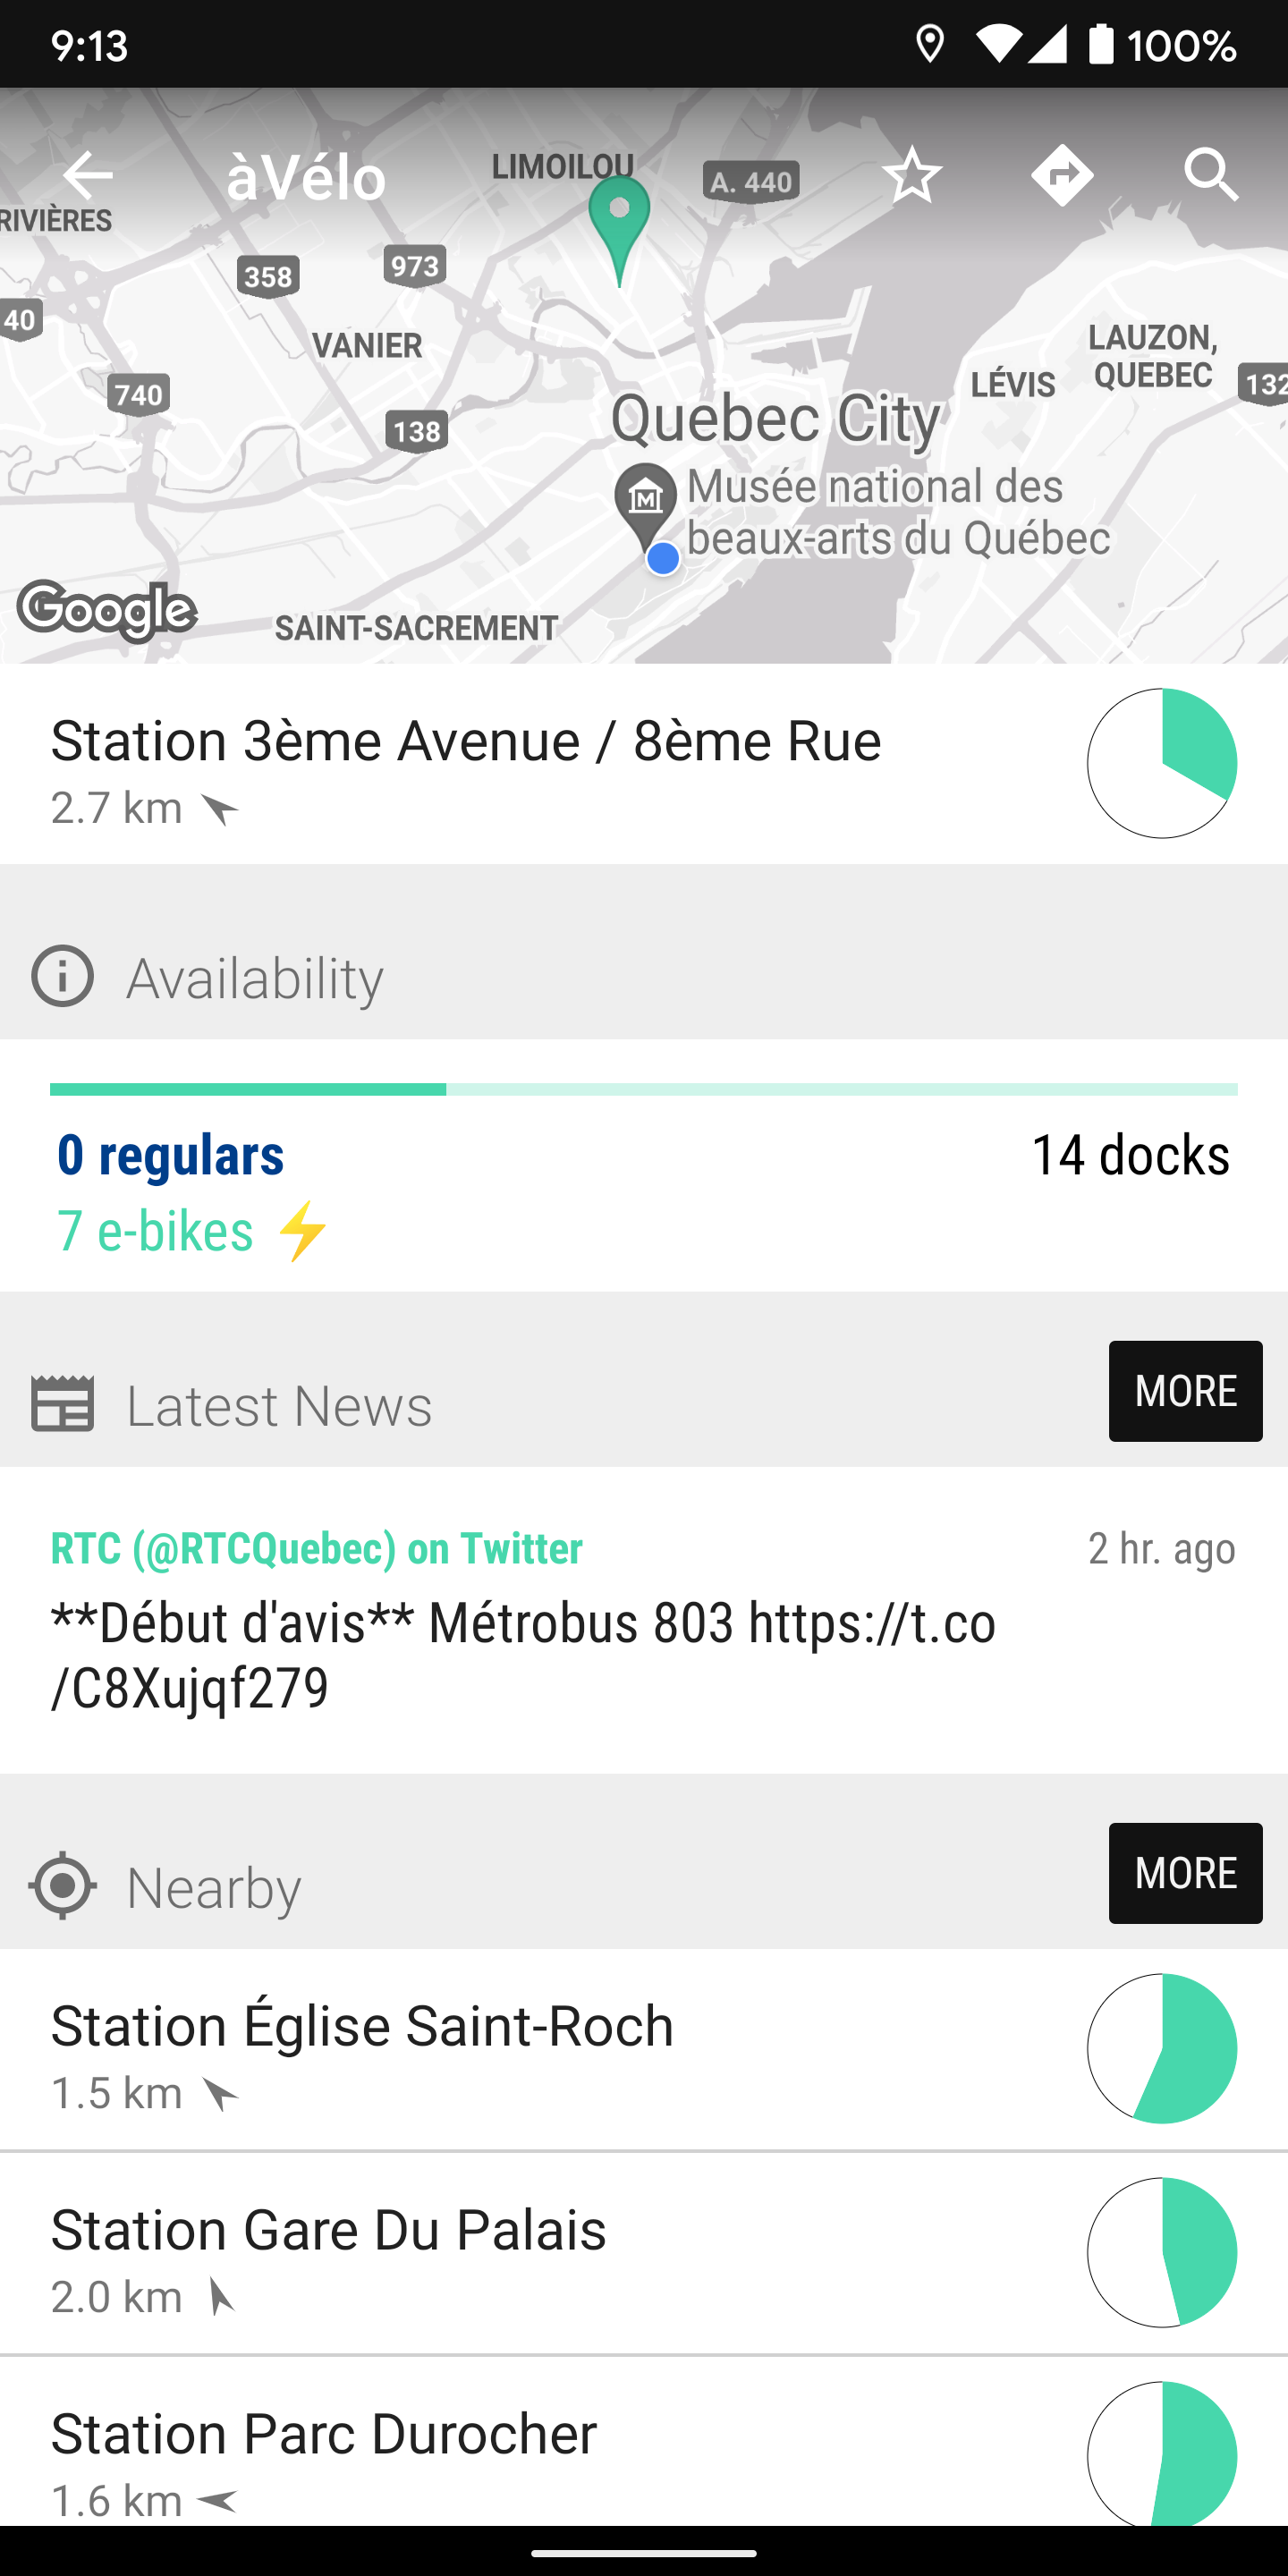 9:13
100%
àVélo
LIMOILOU
A. 440
RIVIÈRES
358
973
40
VANIER
LAUZON,
QUEBEC
LÉVIS
132
740
138
Quebec City
Musée national des
beaux-arts du Québec
Google
SAINT-SACREMENT
Station 3ème Avenue / 8ème Rue
2.7 km
Availability
0 regulars
14 docks
7 e-bikes ⚡
Latest News
MORE
RTC (@RTCQuebec) on Twitter
2 hr. ago
**Début d'avis** Métrobus 803 https://t.co
/C8Xujqf279
Nearby
MORE
Station Église Saint-Roch
1.5 km
Station Gare Du Palais
2.0 km
Station Parc Durocher
1.6 km